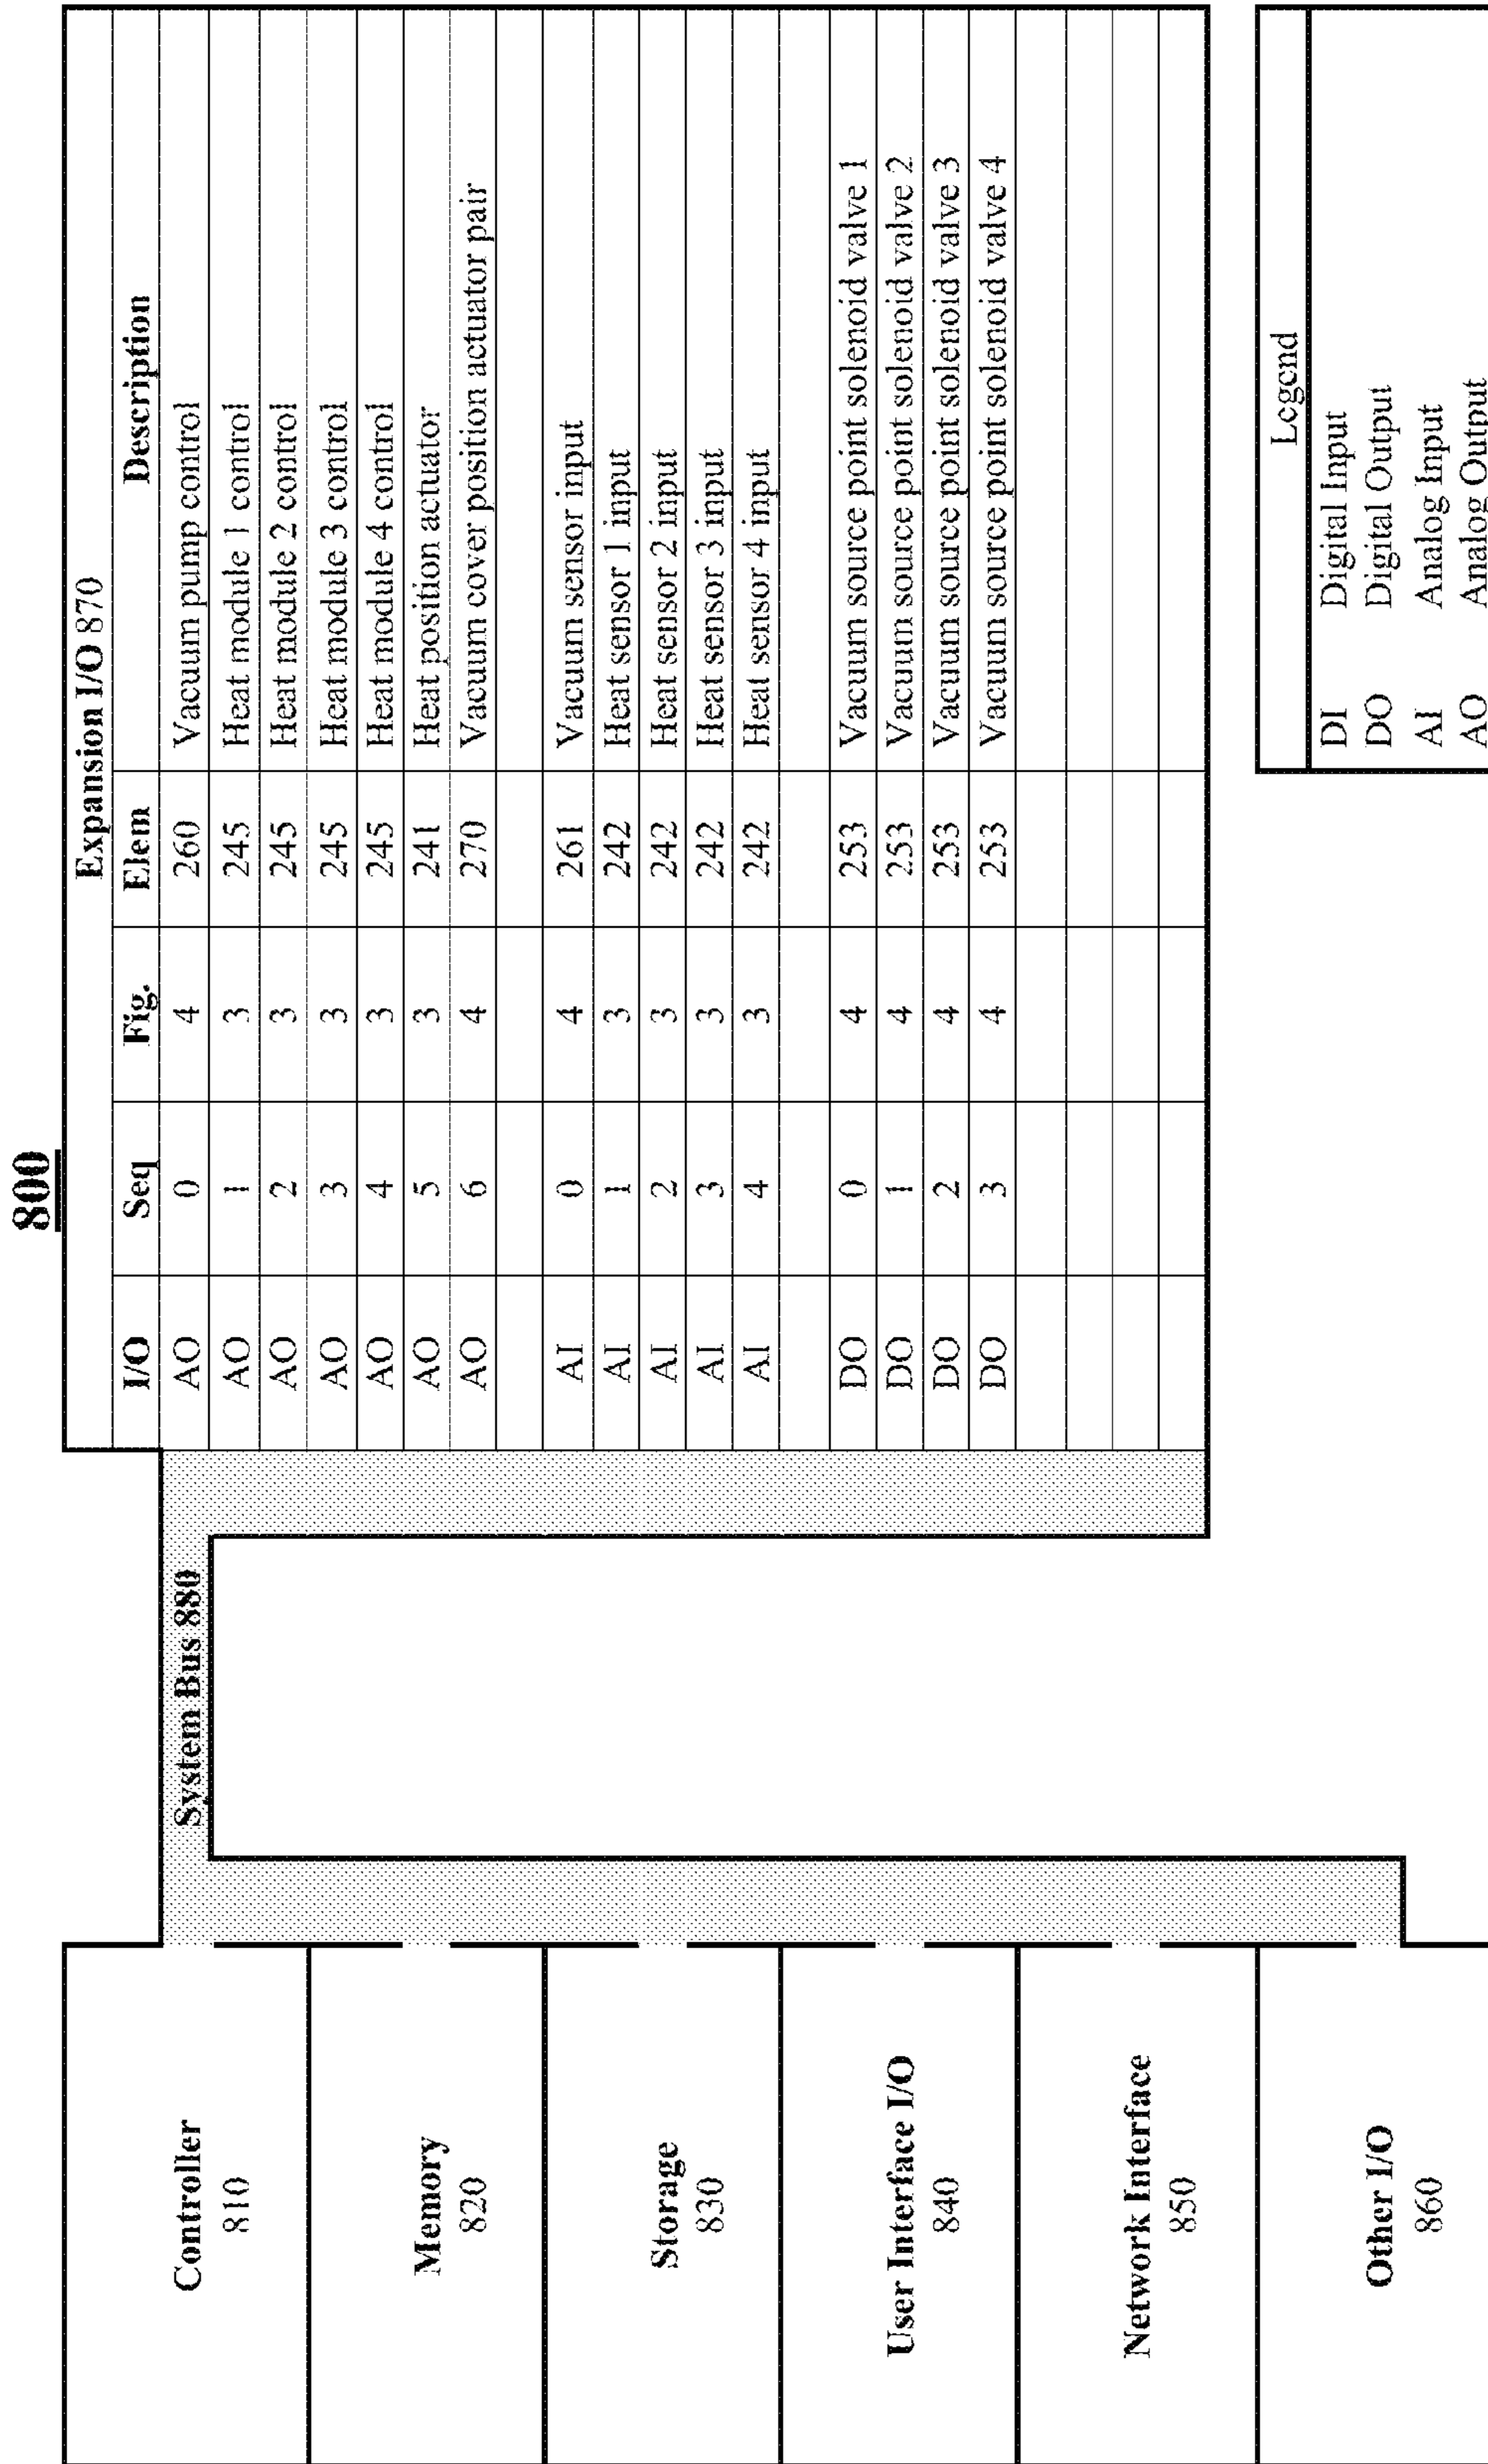 800
Controller
810
Memory
820
Storage
830
User Interface I/O
840
Network Interface
850
Other I/O
860
System Bus 880
Expansion I/O 870
I/O Seq Fig. Elem Description
AO 0 4 260 Vacuum pump control
AO 1 3 245 Heat module 1 control
AO 2 3 245 Heat module 2 control
AO 3 3 245 Heat module 3 control
AO 4 3 245 Heat module 4 control
AO 5 3 241 Heat position actuator
AO 6 4 270 Vacuum cover position actuator pair
AI 0 4 261 Vacuum sensor input
AI 1 3 242 Heat sensor 1 input
AI 2 3 242 Heat sensor 2 input
AI 3 3 242 Heat sensor 3 input
AI 4 3 242 Heat sensor 4 input
DO 0 4 253 Vacuum source point solenoid valve 1
DO 1 4 253 Vacuum source point solenoid valve 2
DO 2 4 253 Vacuum source point solenoid valve 3
DO 3 4 253 Vacuum source point solenoid valve 4
Legend
DI Digital Input
DO Digital Output
AI Analog Input
AO Analog Output